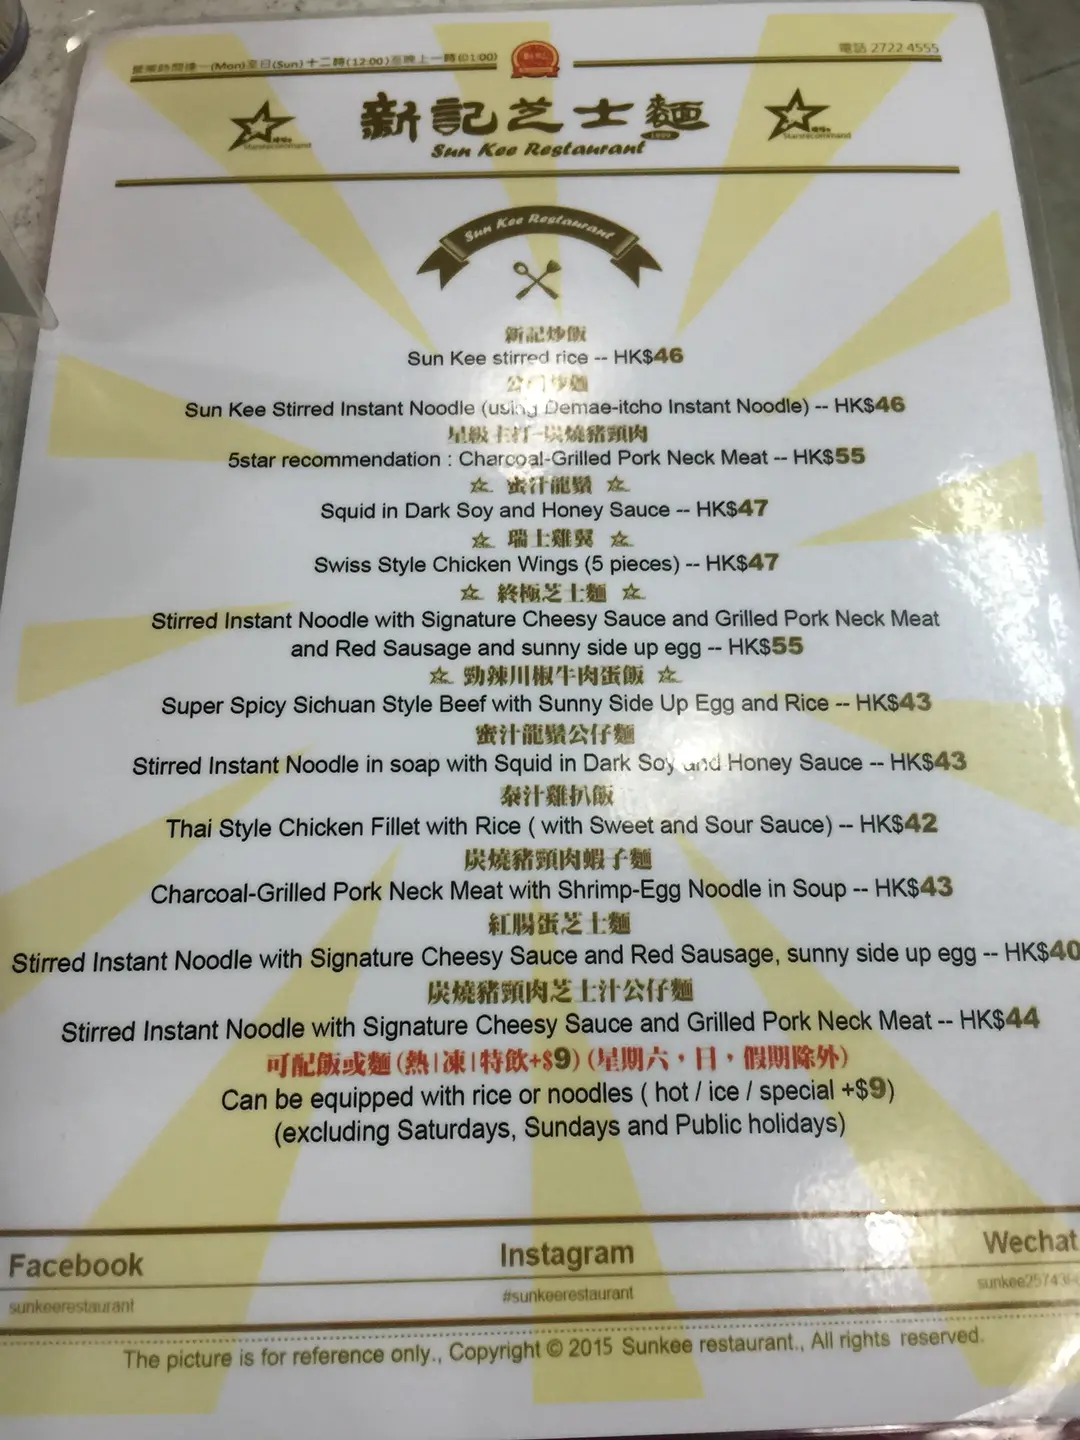 營業時間逢一(Mon)至日(Sun) 十二時(12:00)至晚上一時(01:00)
電話 2722 4555
新記芝士麵
Sun Kee Restaurant
Starsrecommand
Starsrecommand
Sun Kee Restaurant
新記炒飯
Sun Kee stirred rice -- HK$46
公仔炒麵
Sun Kee Stirred Instant Noodle (using Demae-itcho Instant Noodle) -- HK$46
星級主打-炭燒豬頸肉
5star recommendation : Charcoal-Grilled Pork Neck Meat -- HK$55
蜜汁龍鬚
Squid in Dark Soy and Honey Sauce -- HK$47
瑞士雞翼
Swiss Style Chicken Wings (5 pieces) -- HK$47
終極芝士麵
Stirred Instant Noodle with Signature Cheesy Sauce and Grilled Pork Neck Meat
and Red Sausage and sunny side up egg -- HK$55
勁辣川椒牛肉蛋飯
Super Spicy Sichuan Style Beef with Sunny Side Up Egg and Rice -- HK$43
蜜汁龍鬚公仔麵
Stirred Instant Noodle in soap with Squid in Dark Soy and Honey Sauce -- HK$43
泰汁雞扒飯
Thai Style Chicken Fillet with Rice ( with Sweet and Sour Sauce) -- HK$42
炭燒豬頸肉蝦子麵
Charcoal-Grilled Pork Neck Meat with Shrimp-Egg Noodle in Soup -- HK$43
紅腸蛋芝士麵
Stirred Instant Noodle with Signature Cheesy Sauce and Red Sausage, sunny side up egg -- HK$40
炭燒豬頸肉芝士汁公仔麵
Stirred Instant Noodle with Signature Cheesy Sauce and Grilled Pork Neck Meat -- HK$44
可配飯或麵 (熱|凍|特飲+$9) (星期六，日，假期除外)
Can be equipped with rice or noodles ( hot / ice / special +$9)
(excluding Saturdays, Sundays and Public holidays)
Facebook
Instagram
Wechat
sunkeerestaurant
#sunkeerestaurant
The picture is for reference only., Copyright © 2015 Sunkee restaurant., All rights reserved.